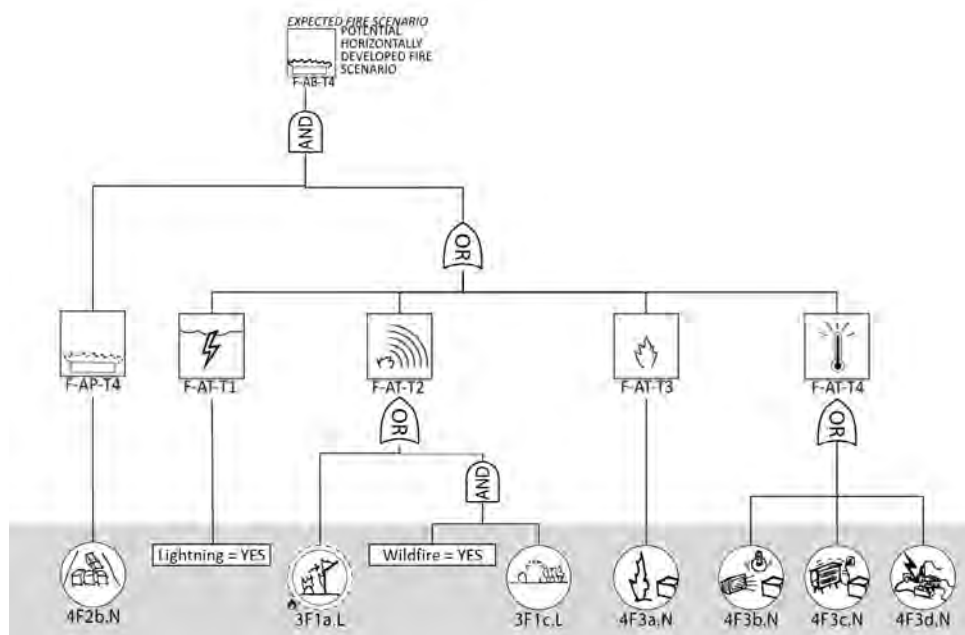 EXPECTED FIRE SCENARIO
POTENTIAL
HORIZONTALLY
DEVELOPED FIRE
SCENARIO
F-AB-T4
AND
OR
F-AP-T4
F-AT-T1
F-AT-T2
F-AT-T3
F-AT-T4
OR
OR
AND
Lightning = YES
Wildfire = YES
4F2b.N
3F1a.L
3F1c.L
4F3a.N
4F3b.N
4F3c.N
4F3d.N